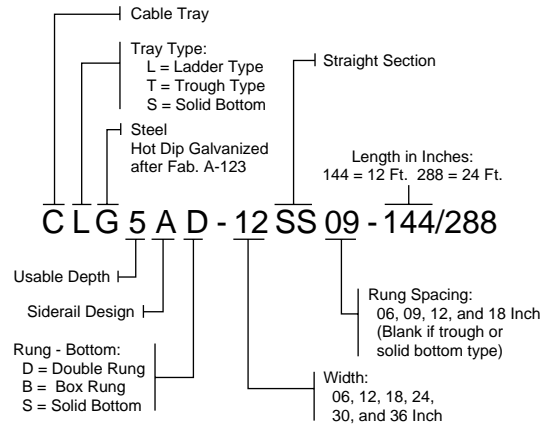 Cable Tray
Tray Type:
L = Ladder Type
T = Trough Type
S = Solid Bottom
Straight Section
Steel
Hot Dip Galvanized
after Fab. A-123
Length in Inches:
144 = 12 Ft. 288 = 24 Ft.
C L G 5 A D - 12 SS 09 - 144/288
Usable Depth
Siderail Design
Rung - Bottom:
D = Double Rung
B = Box Rung
S = Solid Bottom
Rung Spacing:
06, 09, 12, and 18 Inch
(Blank if trough or
solid bottom type)
Width:
06, 12, 18, 24,
30, and 36 Inch